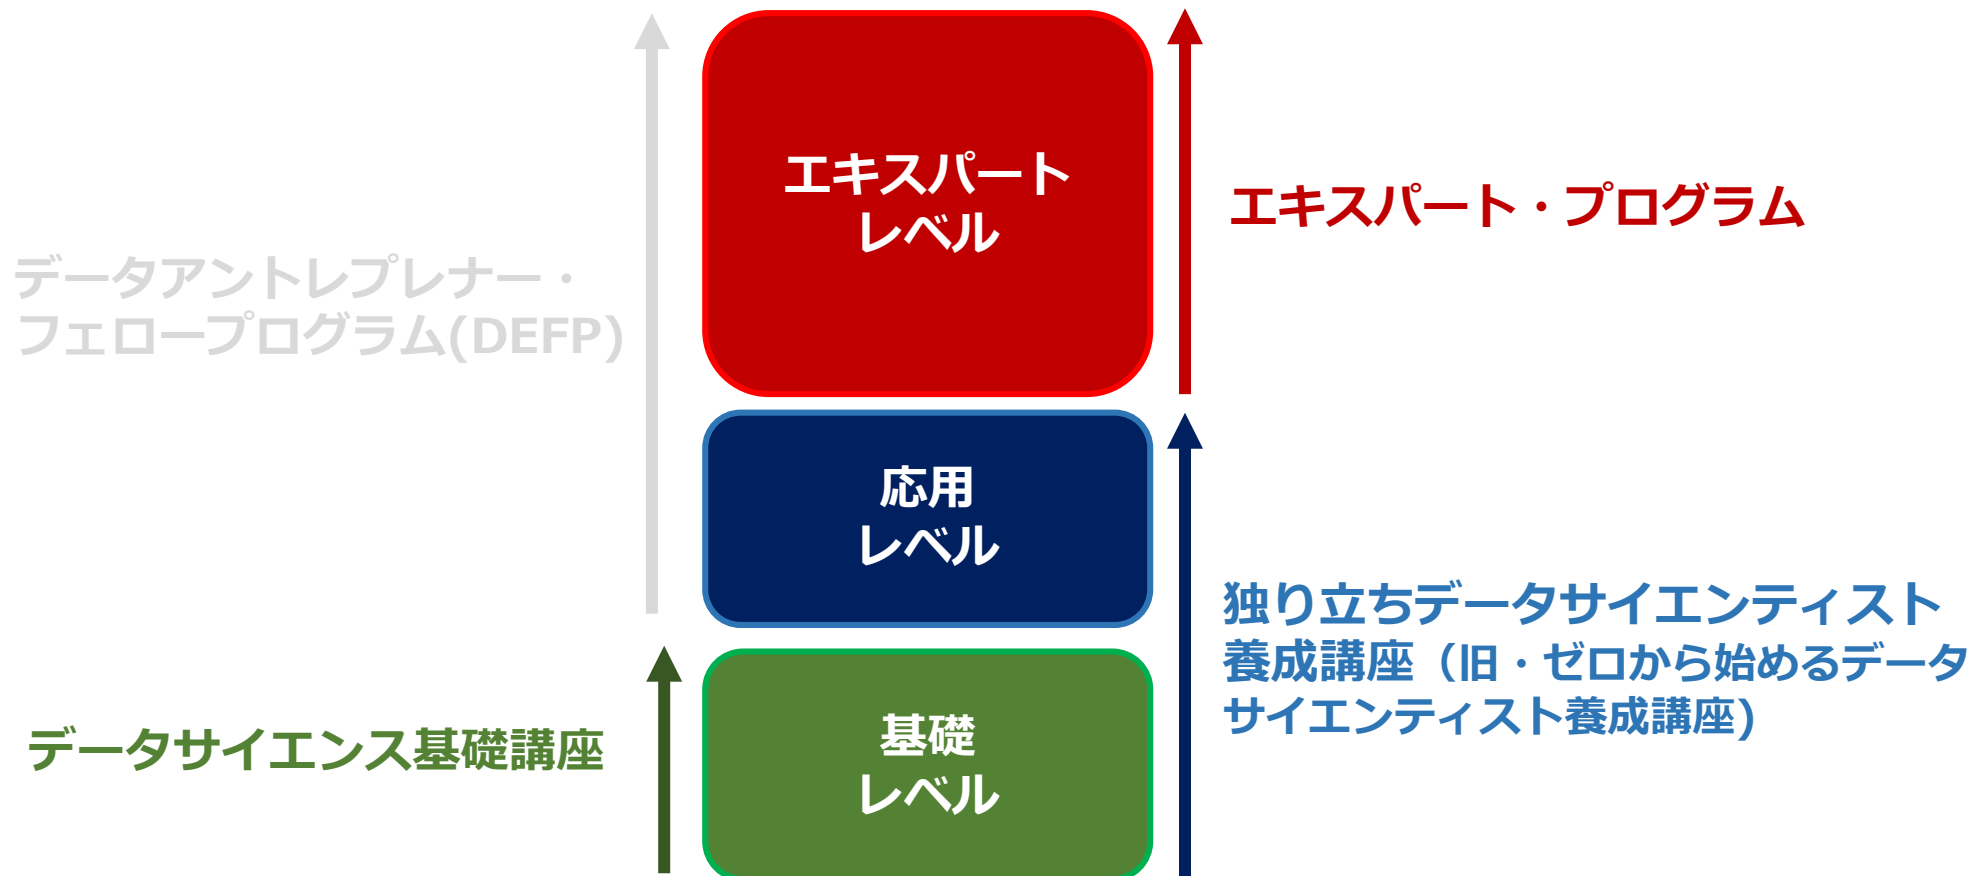 エキスパート
レベル
エキスパート・プログラム
データアントレプレナー・
フェロープログラム(DEFP)
応用
レベル
独り立ちデータサイエンティスト
養成講座（旧・ゼロから始めるデータ
サイエンティスト養成講座)
データサイエンス基礎講座
基礎
レベル